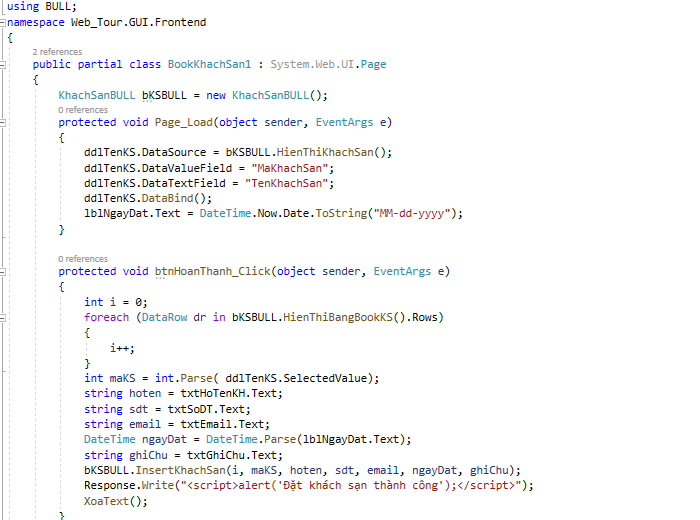 using BULL;
namespace Web_Tour.GUI.Frontend
{
2 references
public partial class BookKhachSan1 : System.Web.UI.Page
{
KhachSanBULL bKSBULL = new KhachSanBULL();
0 references
protected void Page_Load(object sender, EventArgs e)
{
ddlTenKS.DataSource = bKSBULL.HienThiKhachSan();
ddlTenKS.DataValueField = "MaKhachSan";
ddlTenKS.DataTextField = "TenKhachSan";
ddlTenKS.DataBind();
lblNgayDat.Text = DateTime.Now.Date.ToString("MM-dd-yyyy");
}
0 references
protected void btnHoanThanh_Click(object sender, EventArgs e)
{
int i = 0;
foreach (DataRow dr in bKSBULL.HienThiBangBookKS().Rows)
{
i++;
}
int maKS = int.Parse( ddlTenKS.SelectedValue);
string hoten = txtHoTenKH.Text;
string sdt = txtSoDT.Text;
string email = txtEmail.Text;
DateTime ngayDat = DateTime.Parse(lblNgayDat.Text);
string ghiChu = txtGhiChu.Text;
bKSBULL.InsertKhachSan(i, maKS, hoten, sdt, email, ngayDat, ghiChu);
Response.Write("<script>alert('Đặt khách sạn thành công');</script>");
XoaText();
}